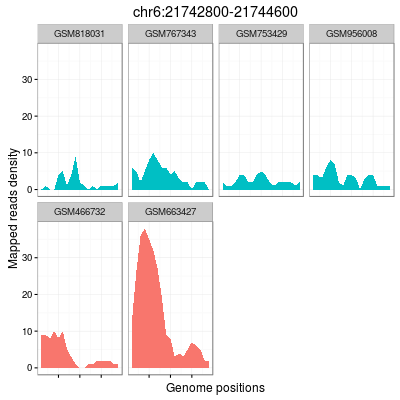 chr6:21742800-21744600
GSM818031 GSM767343 GSM753429 GSM956008
30
20
10
0
GSM466732 GSM663427
30
20
10
0
Mapped reads density
Genome positions